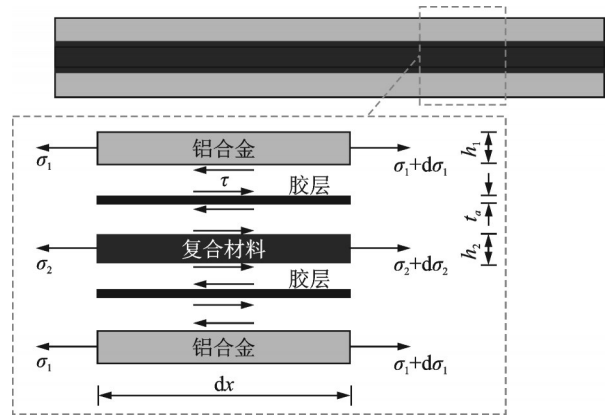 铝合金
σ₁
σ₁+dσ₁
h₁
τ
胶层
tₐ
复合材料
σ₂
σ₂+dσ₂
h₂
胶层
铝合金
σ₁
σ₁+dσ₁
dx